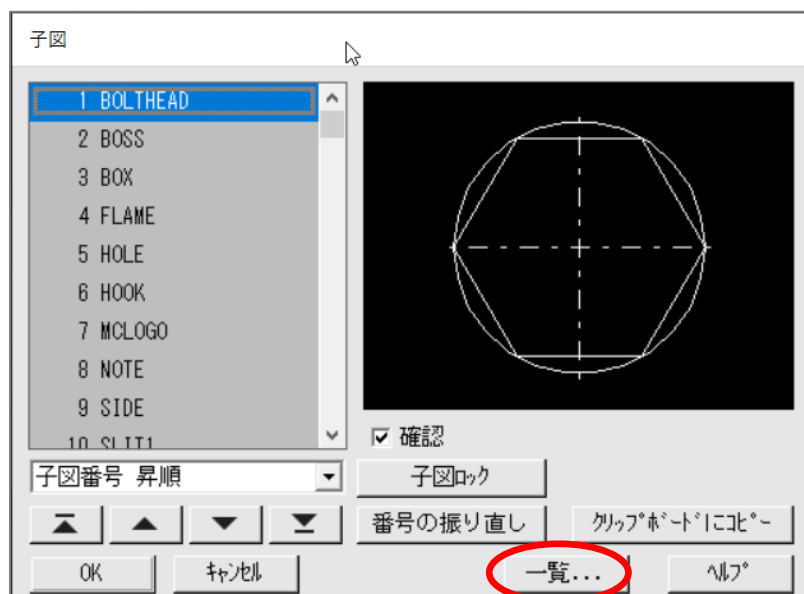 子図
1 BOLTHEAD
2 BOSS
3 BOX
4 FLAME
5 HOLE
6 HOOK
7 MCLOGO
8 NOTE
9 SIDE
10 SLIT1
確認
子図番号 昇順
子図ﾛｯｸ
番号の振り直し
ｸﾘｯﾌﾟﾎﾞｰﾄﾞにｺﾋﾟｰ
OK
ｷｬﾝｾﾙ
一覧...
ﾍﾙﾌﾟ